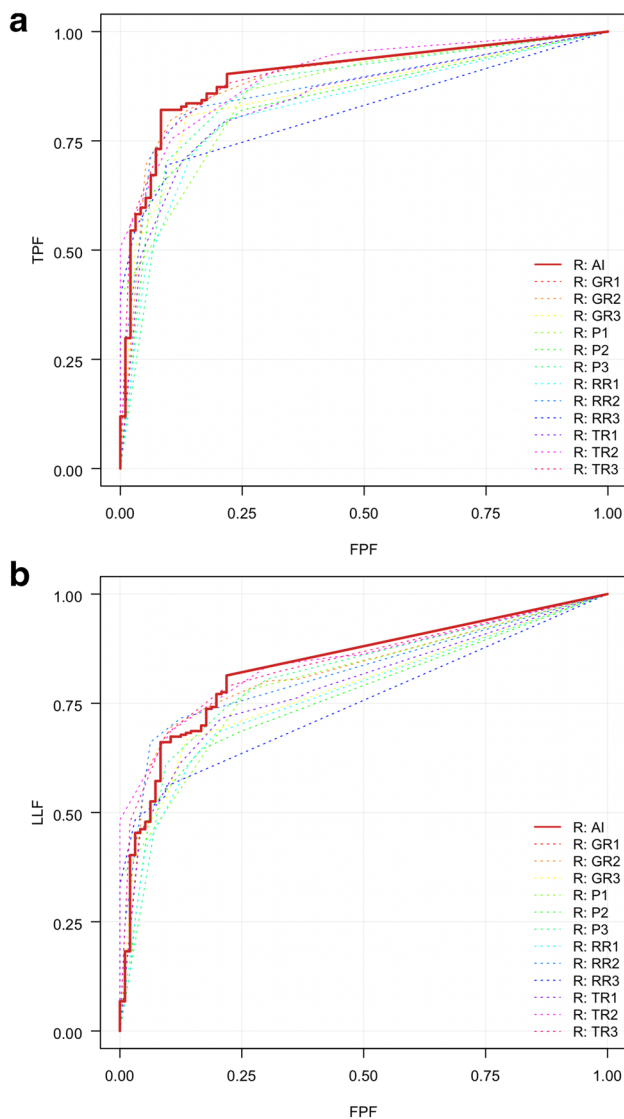 a
1.00
0.75
0.50
0.25
0.00
TPF
R: AI
R: GR1
R: GR2
R: GR3
R: P1
R: P2
R: P3
R: RR1
R: RR2
R: RR3
R: TR1
R: TR2
R: TR3
0.00 0.25 0.50 0.75 1.00
FPF
b
1.00
0.75
0.50
0.25
0.00
LLF
R: AI
R: GR1
R: GR2
R: GR3
R: P1
R: P2
R: P3
R: RR1
R: RR2
R: RR3
R: TR1
R: TR2
R: TR3
0.00 0.25 0.50 0.75 1.00
FPF